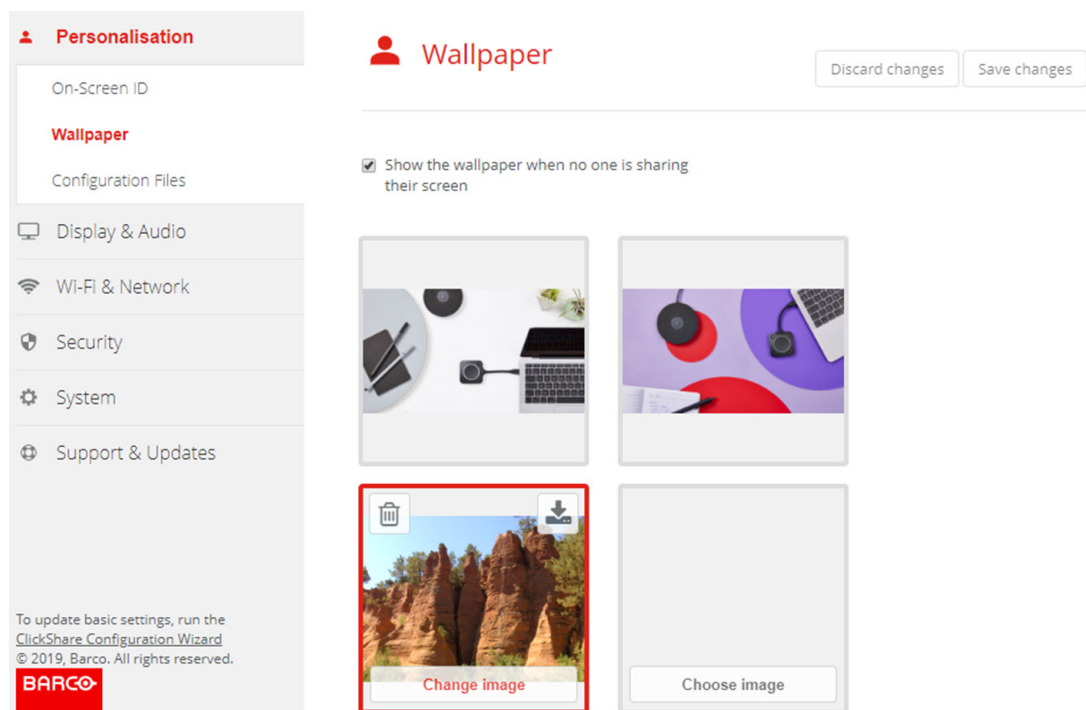 Personalisation
On-Screen ID
Wallpaper
Configuration Files
Display & Audio
Wi-Fi & Network
Security
System
Support & Updates
To update basic settings, run the
ClickShare Configuration Wizard
© 2019, Barco. All rights reserved.
BARCO
Wallpaper
Discard changes
Save changes
Show the wallpaper when no one is sharing
their screen
Change image
Choose image